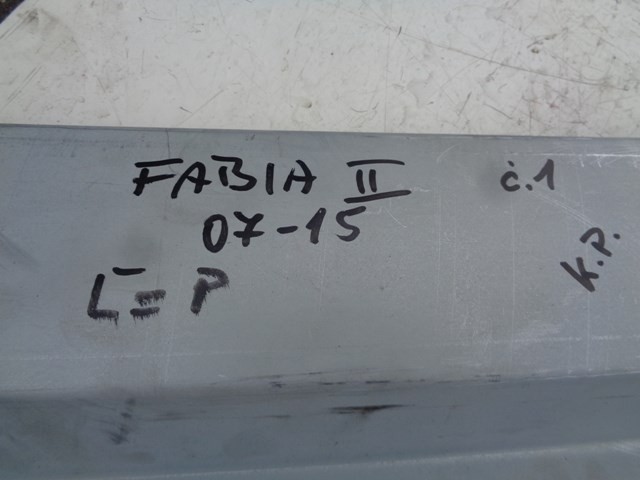 FABIA II
č.1
07-15
K.P.
L = P